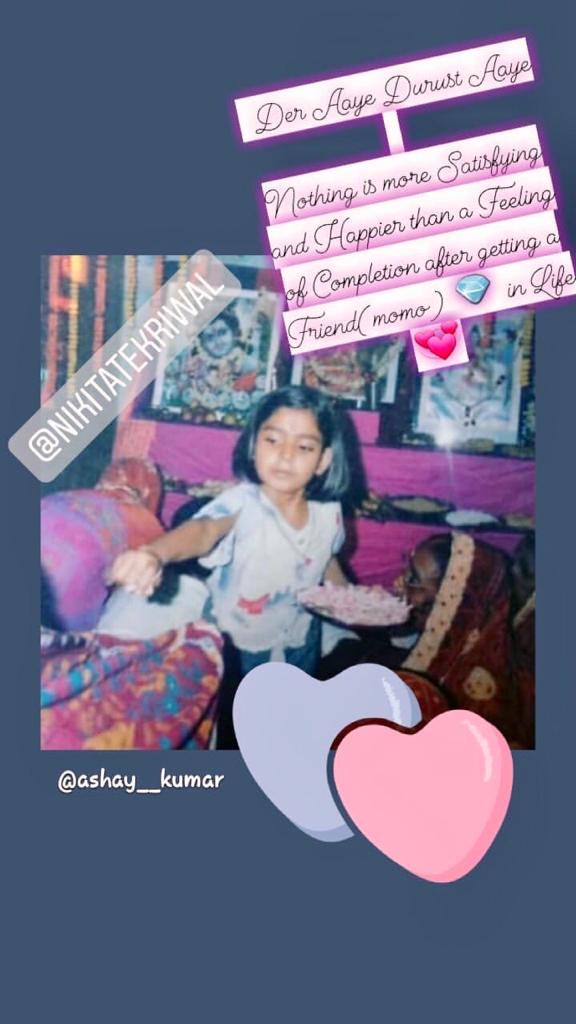 Der Aaye Durust Aaye
Nothing is more Satisfying
and Happier than a Feeling
of Completion after getting a
Friend( momo ) 💎 in Life
💞
@NIKITATEKRIWAL
@ashay__kumar